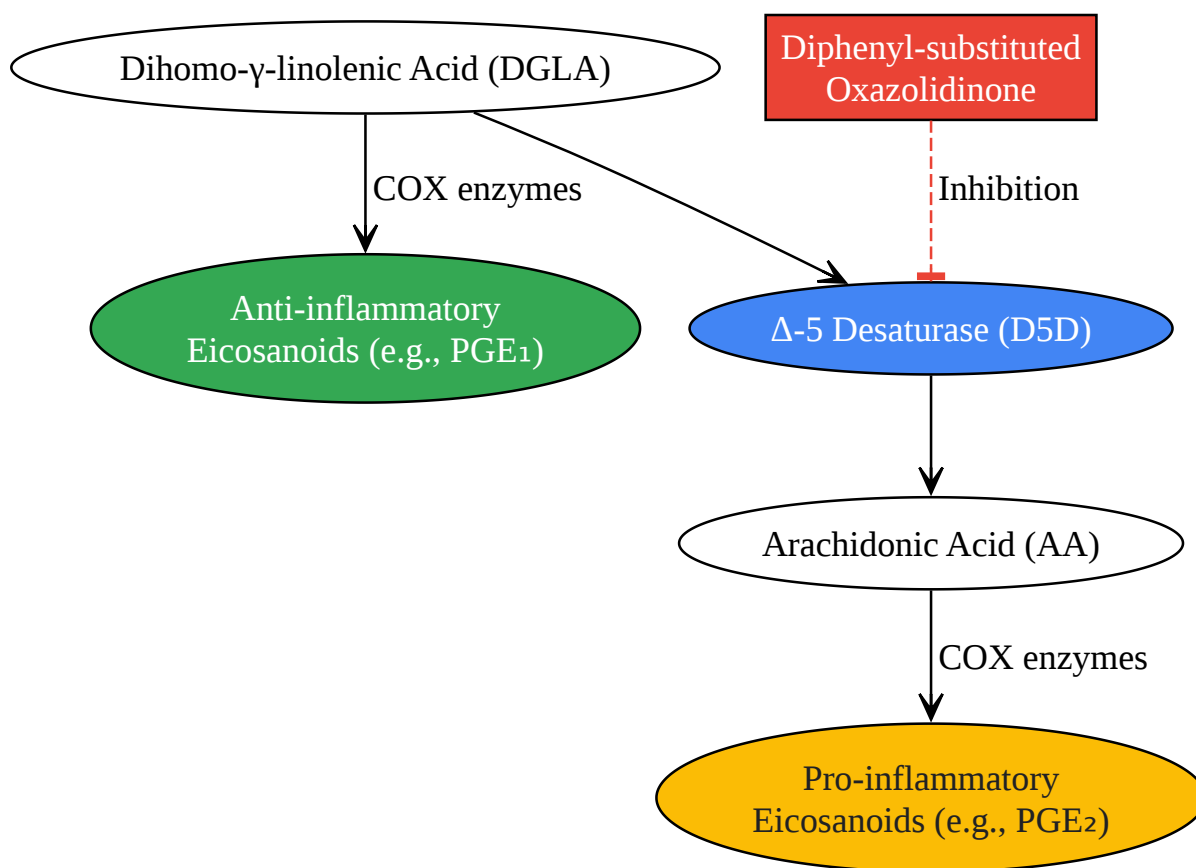 Dihomo-γ-linolenic Acid (DGLA)
Diphenyl-substituted
Oxazolidinone
COX enzymes
Inhibition
Anti-inflammatory
Eicosanoids (e.g., PGE₁)
Δ-5 Desaturase (D5D)
Arachidonic Acid (AA)
COX enzymes
Pro-inflammatory
Eicosanoids (e.g., PGE₂)